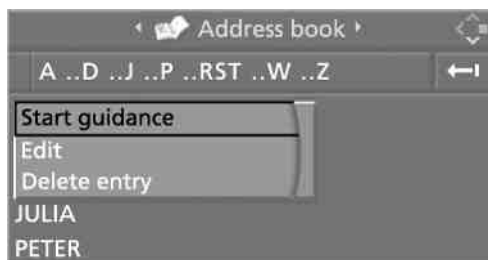 Address book
A ..D ..J ..P ..RST ..W ..Z
Start guidance
Edit
Delete entry
JULIA
PETER